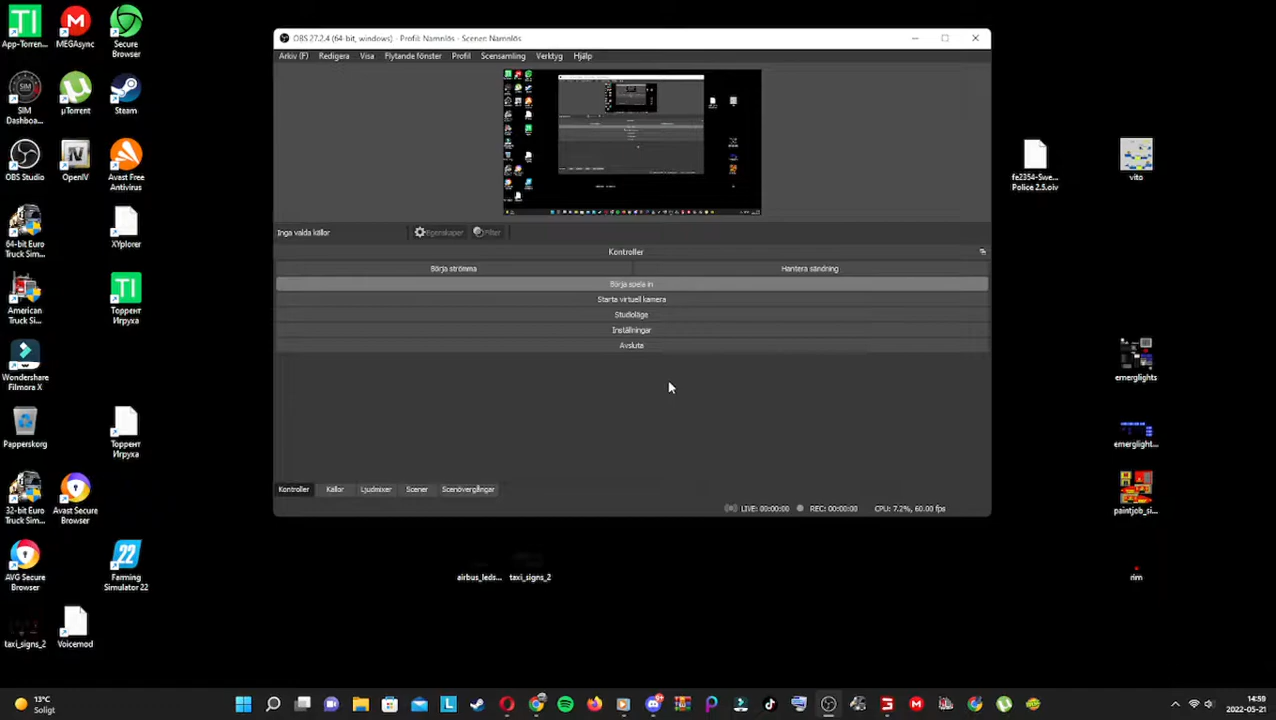 OBS 27.2.4 (64-bit, windows) - Profil: Namnlös - Scener: Namnlös
Arkiv (F) Redigera Visa Flytande fönster Profil Scensamling Verktyg Hjälp
Inga valda källor Egenskaper Filter
Kontroller
Börja strömma Hantera sändning
Börja spela in
Starta virtuell kamera
Studioläge
Inställningar
Avsluta
Kontroller Källor Ljudmixer Scener Scenövergångar
LIVE: 00:00:00 REC: 00:00:00 CPU: 7.2%, 60.00 fps
App-Torren...
MEGAsync
Secure
Browser
SIM
Dashboa...
µTorrent
Steam
OBS Studio
OpenIV
Avast Free
Antivirus
64-bit Euro
Truck Sim...
XYplorer
American
Truck Si...
Торрент
Игруха
Wondershare
Filmora X
Papperskorg
Торрент
Игруха
32-bit Euro
Truck Sim...
Avast Secure
Browser
AVG Secure
Browser
Farming
Simulator 22
taxi_signs_2
Voicemod
airbus_leds...
taxi_signs_2
fe2354-Swe...
Police 2.5.oiv
vito
emerglights
emerglight...
paintjob_si...
rim
13°C
Soligt
14:59
2022-05-21